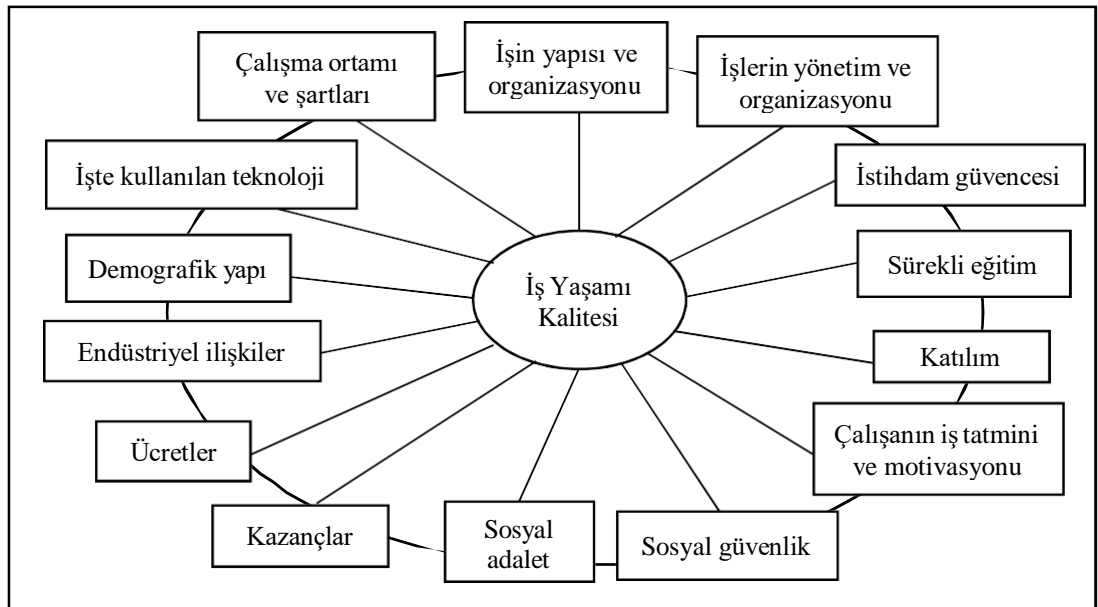 Çalışma ortamı
ve şartları
İşin yapısı ve
organizasyonu
İşlerin yönetim ve
organizasyonu
İşte kullanılan teknoloji
İstihdam güvencesi
Demografik yapı
Sürekli eğitim
İş Yaşamı
Kalitesi
Endüstriyel ilişkiler
Katılım
Ücretler
Çalışanın iş tatmini
ve motivasyonu
Kazançlar
Sosyal
adalet
Sosyal güvenlik